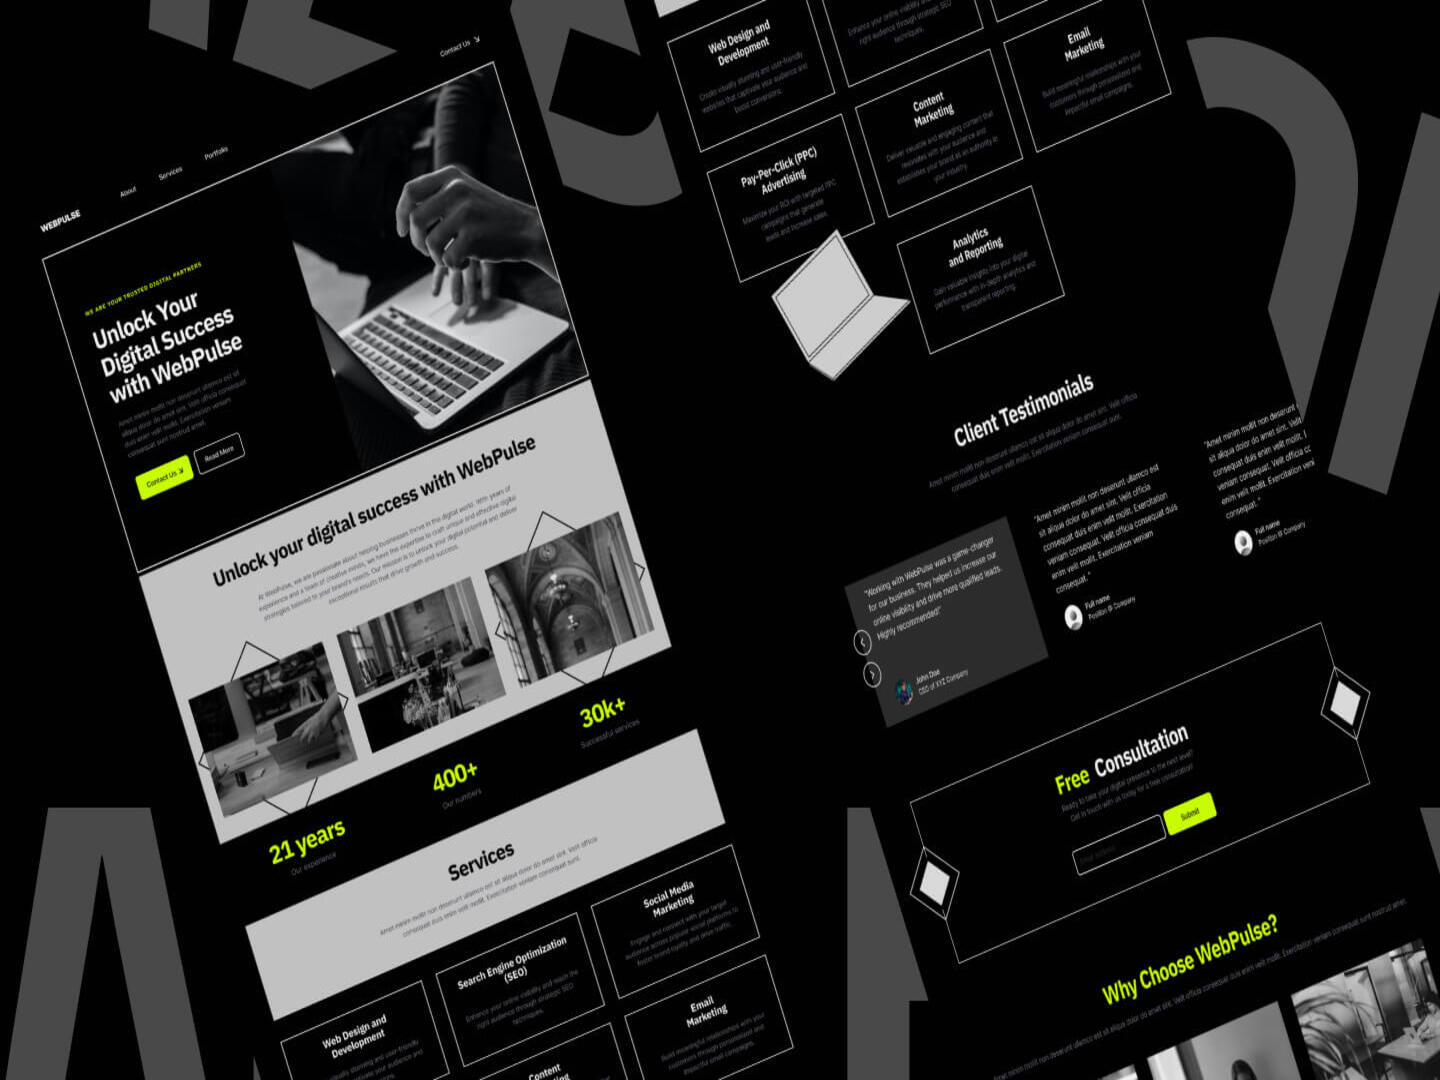 Contact Us
WEBPULSE
About
Services
Portfolio
WE ARE YOUR TRUSTED DIGITAL PARTNERS
Unlock Your
Digital Success
with WebPulse
Amet minim mollit non deserunt ullamco est sit
aliqua dolor do amet sint. Velit officia consequat
duis enim velit mollit. Exercitation veniam
consequat sunt nostrud amet.
Contact Us
Read More
Unlock your digital success with WebPulse
At WebPulse, we are passionate about helping businesses thrive in the digital world. With years of
experience and a team of creative minds, we have the expertise to craft unique and effective digital
strategies tailored to your brand's needs. Our mission is to unlock your digital potential and deliver
exceptional results that drive growth and success.
21 years
Our experience
400+
Our numbers
30k+
Successful services
Services
Amet minim mollit non deserunt ullamco est sit aliqua dolor do amet sint. Velit officia
consequat duis enim velit mollit. Exercitation veniam consequat sunt.
Web Design and
Development
visually stunning and user-friendly
captivate your audience and
Search Engine Optimization
(SEO)
Enhance your online visibility and reach the
right audience through strategic SEO
techniques.
Social Media
Marketing
Engage and connect with your target
audience across popular social platforms to
foster brand loyalty and drive traffic.
Content
Email
Marketing
Build meaningful relationships with your
customers through personalized and
impactful email campaigns.
Web Design and
Development
Create visually stunning and user-friendly
websites that captivate your audience and
boost conversions.
Enhance your online visibility and
right audience through strategic SEO
techniques.
Email
Marketing
Build meaningful relationships with your
customers through personalized and
impactful email campaigns.
Pay-Per-Click (PPC)
Advertising
Maximize your ROI with targeted PPC
campaigns that generate
leads and increase sales.
Content
Marketing
Deliver valuable and engaging content that
resonates with your audience and
establishes your brand as an authority in
your industry.
Analytics
and Reporting
Gain valuable insights into your digital
performance with in-depth analytics and
transparent reporting.
Client Testimonials
Amet minim mollit non deserunt ullamco est sit aliqua dolor do amet sint. Velit officia
consequat duis enim velit mollit. Exercitation veniam consequat sunt.
"Working with WebPulse was a game-changer
for our business. They helped us increase our
online visibility and drive more qualified leads.
Highly recommended!"
John Doe
CEO of XYZ Company
"Amet minim mollit non deserunt ullamco est
sit aliqua dolor do amet sint. Velit officia
consequat duis enim velit mollit. Exercitation
veniam consequat. Velit officia consequat duis
enim velit mollit. Exercitation veniam
consequat."
Full name
Position @ Company
"Amet minim mollit non deserunt
sit aliqua dolor do amet sint. Velit
consequat duis enim velit mollit.
veniam consequat. Velit officia
enim velit mollit. Exercitation
consequat."
Full name
Position @ Company
Free Consultation
Ready to take your digital presence to the next level?
Get in touch with us today for a free consultation!
Email address
Submit
Why Choose WebPulse?
Amet minim mollit non deserunt ullamco est sit aliqua dolor do amet sint. Velit officia consequat duis enim velit mollit. Exercitation veniam consequat sunt nostrud amet.